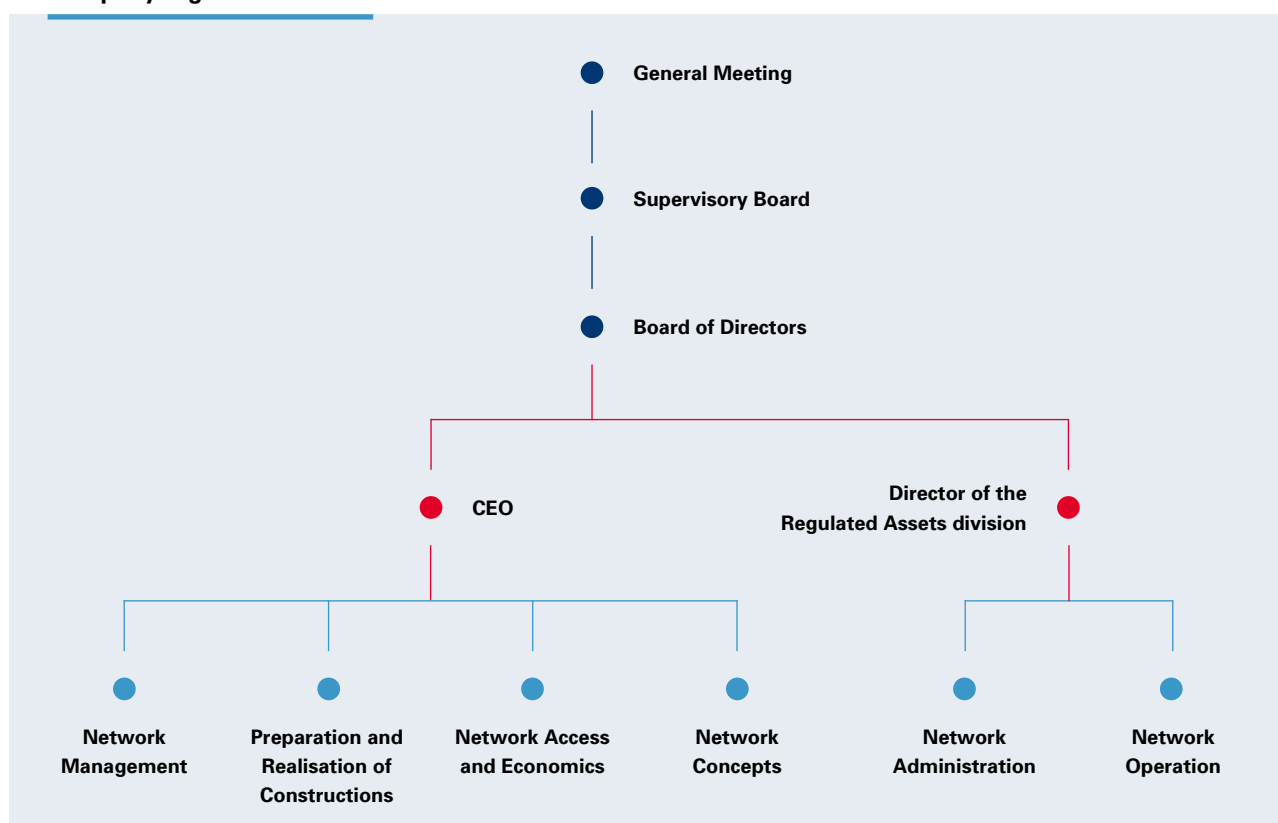 General Meeting
Supervisory Board
Board of Directors
CEO
Director of the
Regulated Assets division
Network
Management
Preparation and
Realisation of
Constructions
Network Access
and Economics
Network
Concepts
Network
Administration
Network
Operation